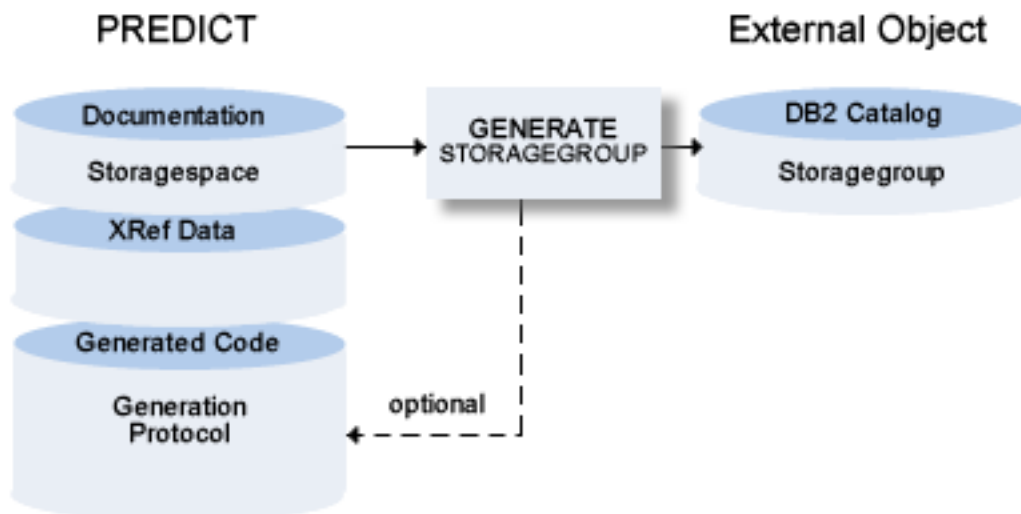 PREDICT
External Object
Documentation
Storagespace
XRef Data
Generated Code
Generation
Protocol
GENERATE
STORAGEGROUP
optional
DB2 Catalog
Storagegroup